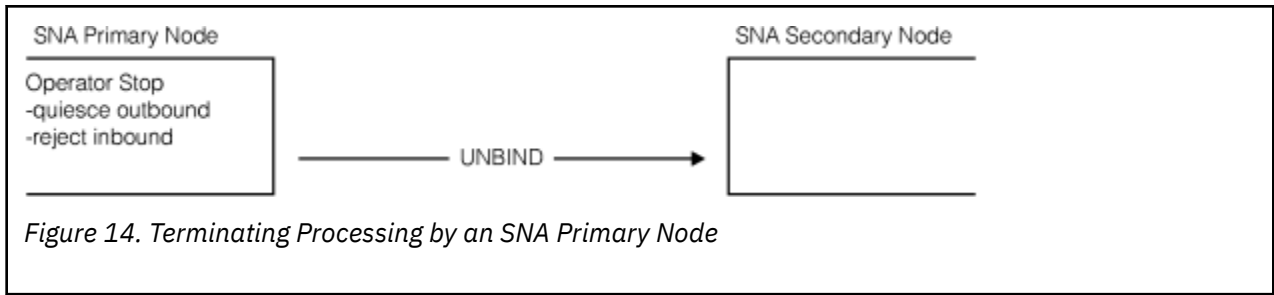 SNA Primary Node
SNA Secondary Node
Operator Stop
-quiesce outbound
-reject inbound
UNBIND
Figure 14. Terminating Processing by an SNA Primary Node